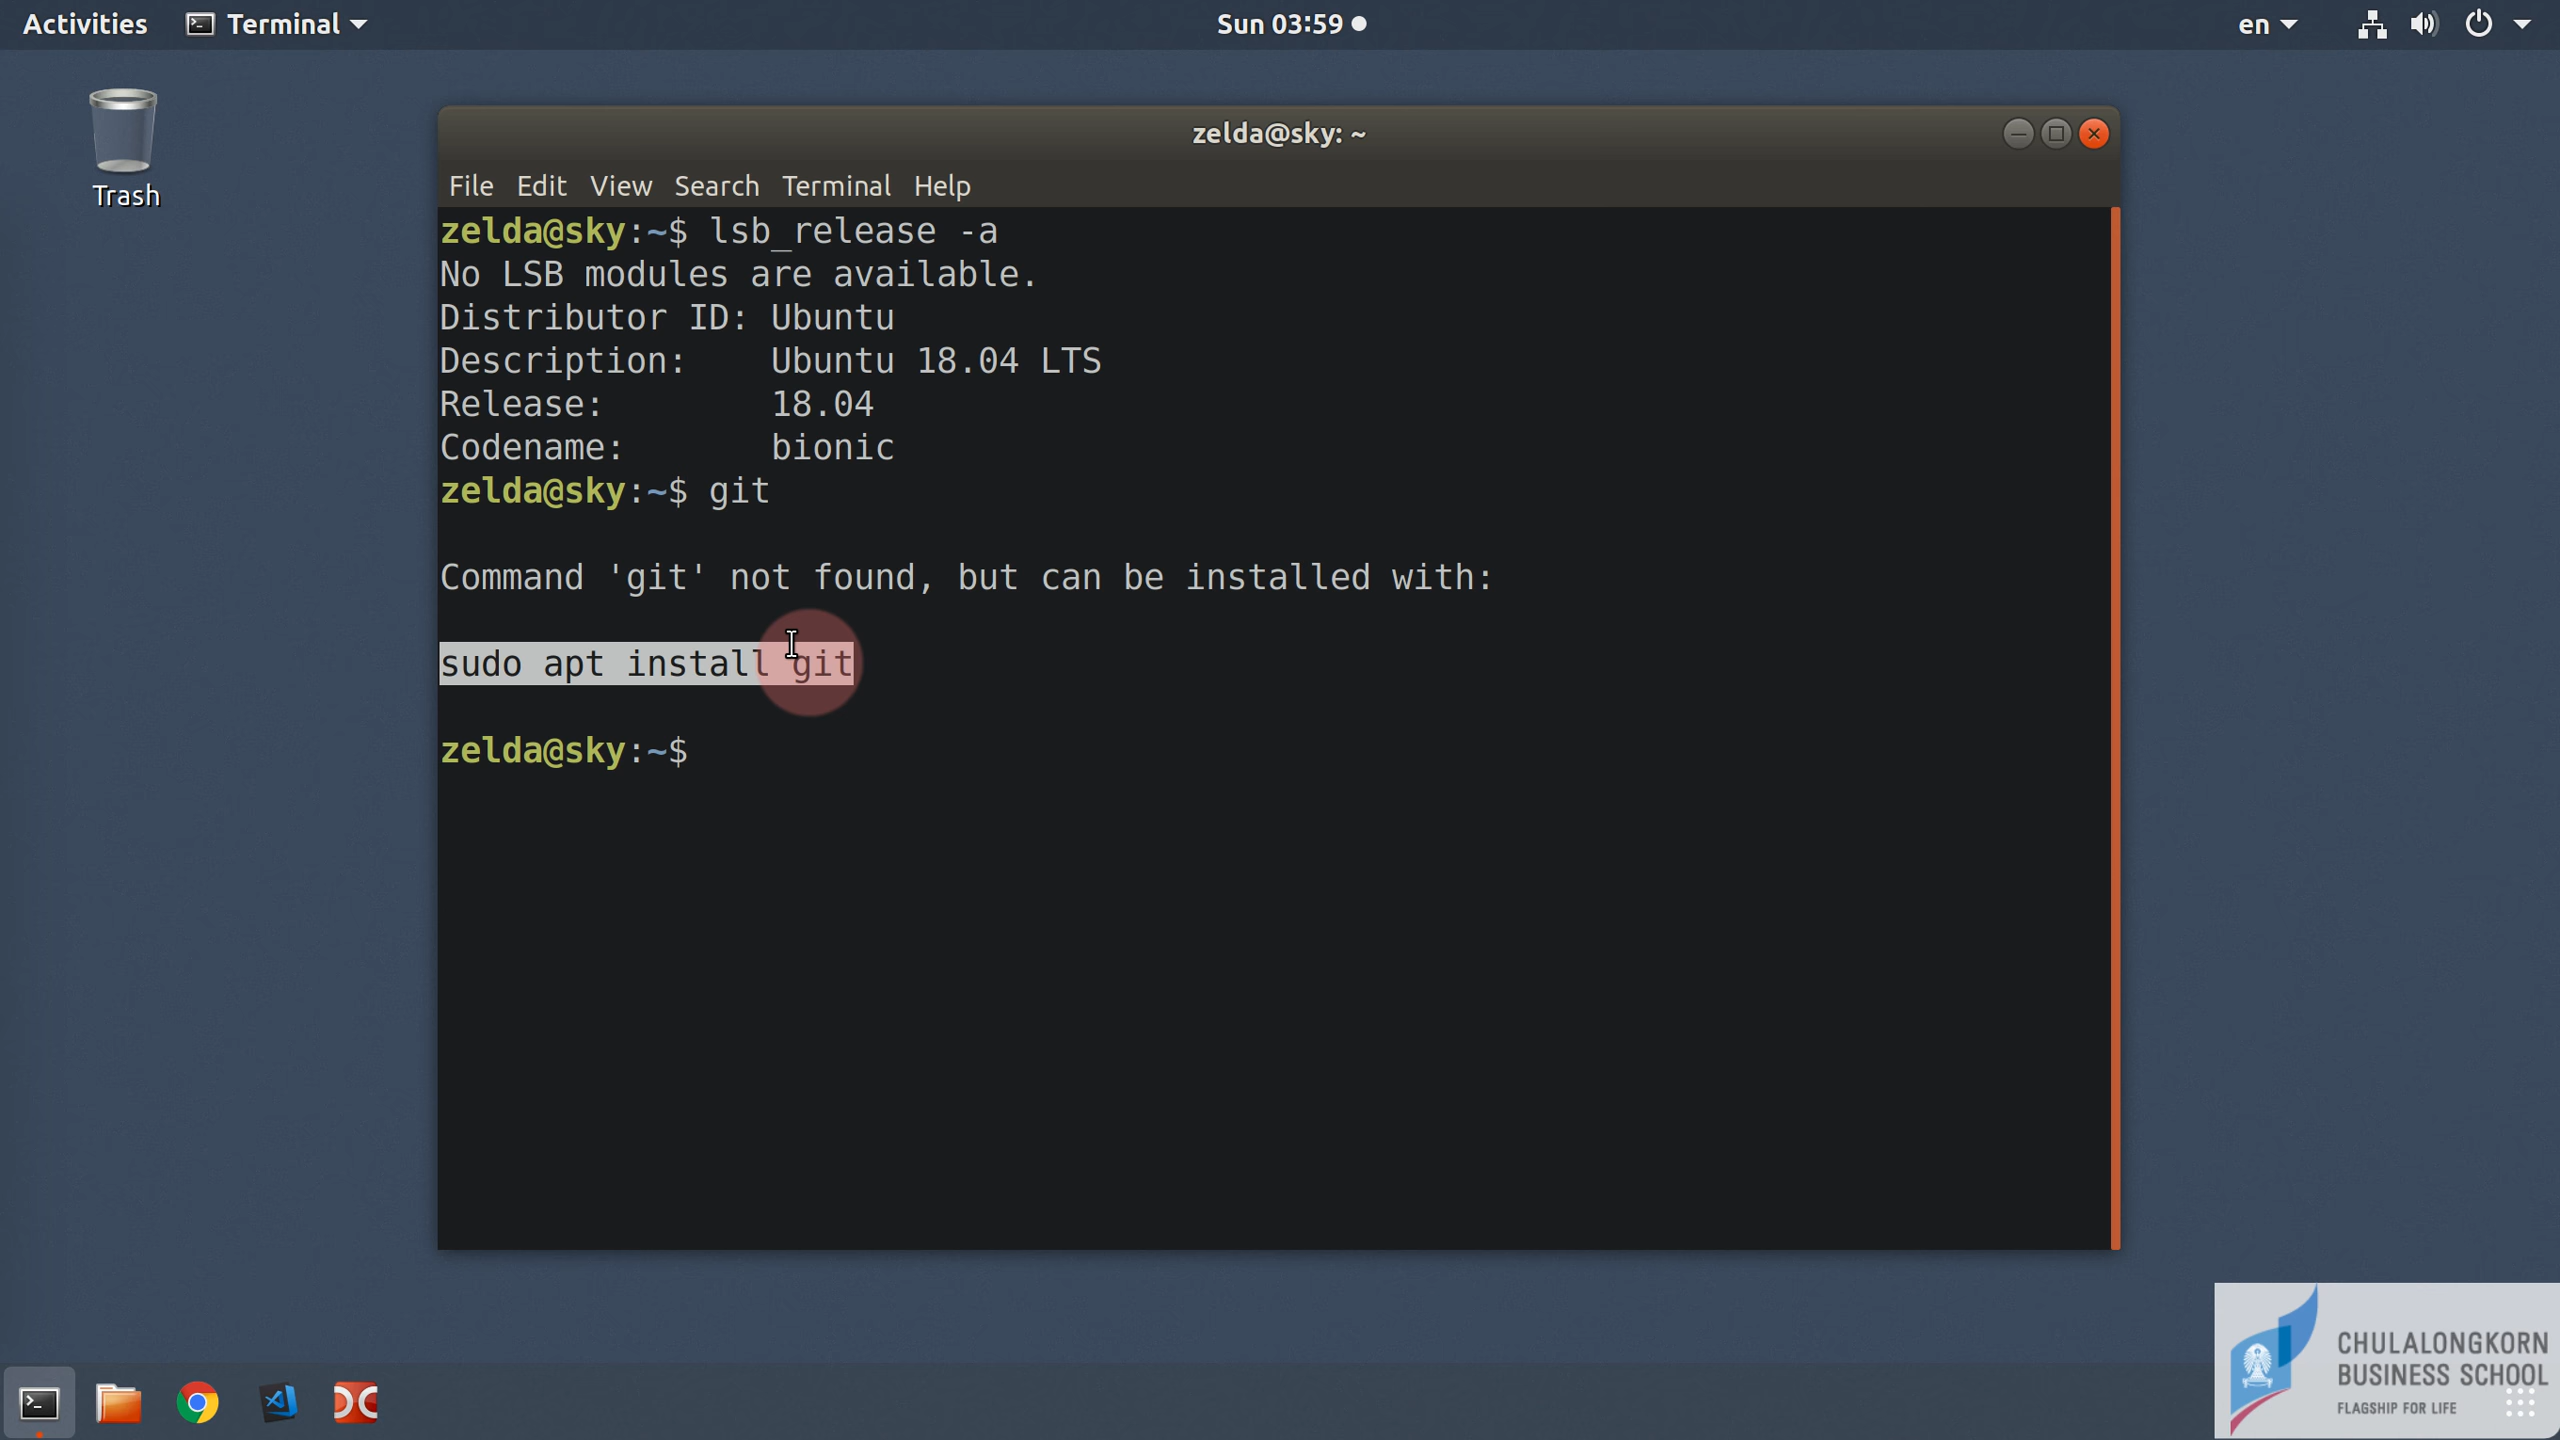 Activities Terminal Sun 03:59 en
Trash
zelda@sky: ~
File Edit View Search Terminal Help
zelda@sky:~$ lsb_release -a
No LSB modules are available.
Distributor ID: Ubuntu
Description: Ubuntu 18.04 LTS
Release: 18.04
Codename: bionic
zelda@sky:~$ git
Command 'git' not found, but can be installed with:
sudo apt install git
zelda@sky:~$
CHULALONGKORN
BUSINESS SCHOOL
FLAGSHIP FOR LIFE